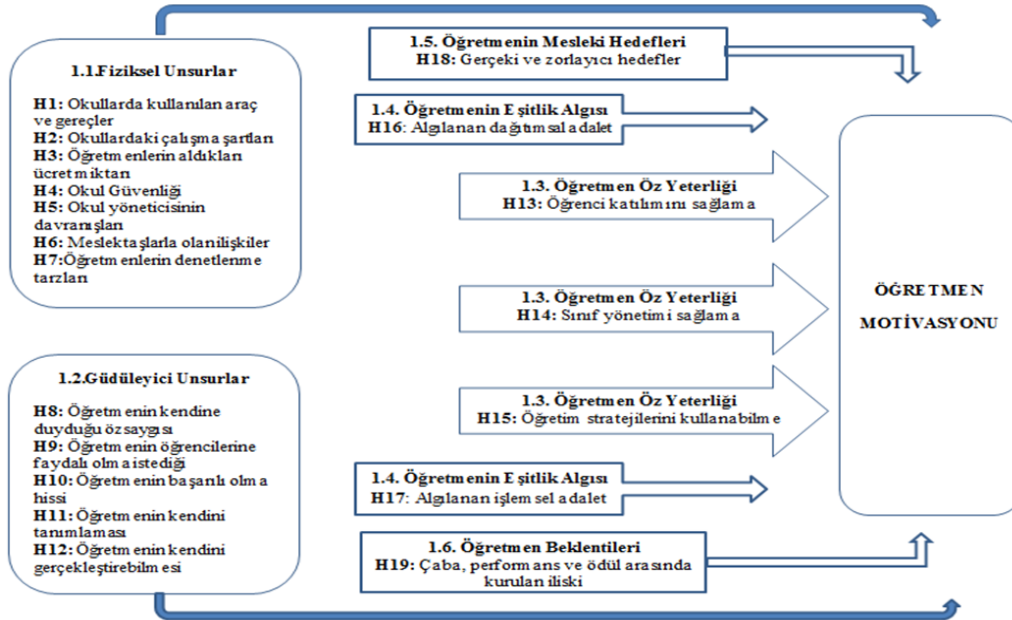 1.1.Fiziksel Unsurlar
H1: Okullarda kullanılan araç
ve gereçler
H2: Okullardaki çalışma şartları
H3: Öğretmenlerin aldıkları
ücret miktarı
H4: Okul Güvenliği
H5: Okul yöneticisinin
davranışları
H6: Meslektaşlarla olan ilişkiler
H7:Öğretmenlerin denetlenme
tarzları
1.2.Güdüleyici Unsurlar
H8: Öğretmenin kendine
duyduğu öz saygısı
H9: Öğretmenin öğrencilerine
faydalı olma istediği
H10: Öğretmenin başarılı olma
hissi
H11: Öğretmenin kendini
tanımlaması
H12: Öğretmenin kendini
gerçekleştirebilmesi
1.5. Öğretmenin Mesleki Hedefleri
H18: Gerçeki ve zorlayıcı hedefler
1.4. Öğretmenin Eşitlik Algısı
H16: Algılanan dağıtımsal adalet
1.3. Öğretmen Öz Yeterliği
H13: Öğrenci katılımını sağlama
1.3. Öğretmen Öz Yeterliği
H14: Sınıf yönetimi sağlama
1.3. Öğretmen Öz Yeterliği
H15: Öğretim stratejilerini kullanabilme
1.4. Öğretmenin Eşitlik Algısı
H17: Algılanan işlemsel adalet
1.6. Öğretmen Beklentileri
H19: Çaba, performans ve ödül arasında
kurulan iliski
ÖĞRETMEN
MOTİVASYONU